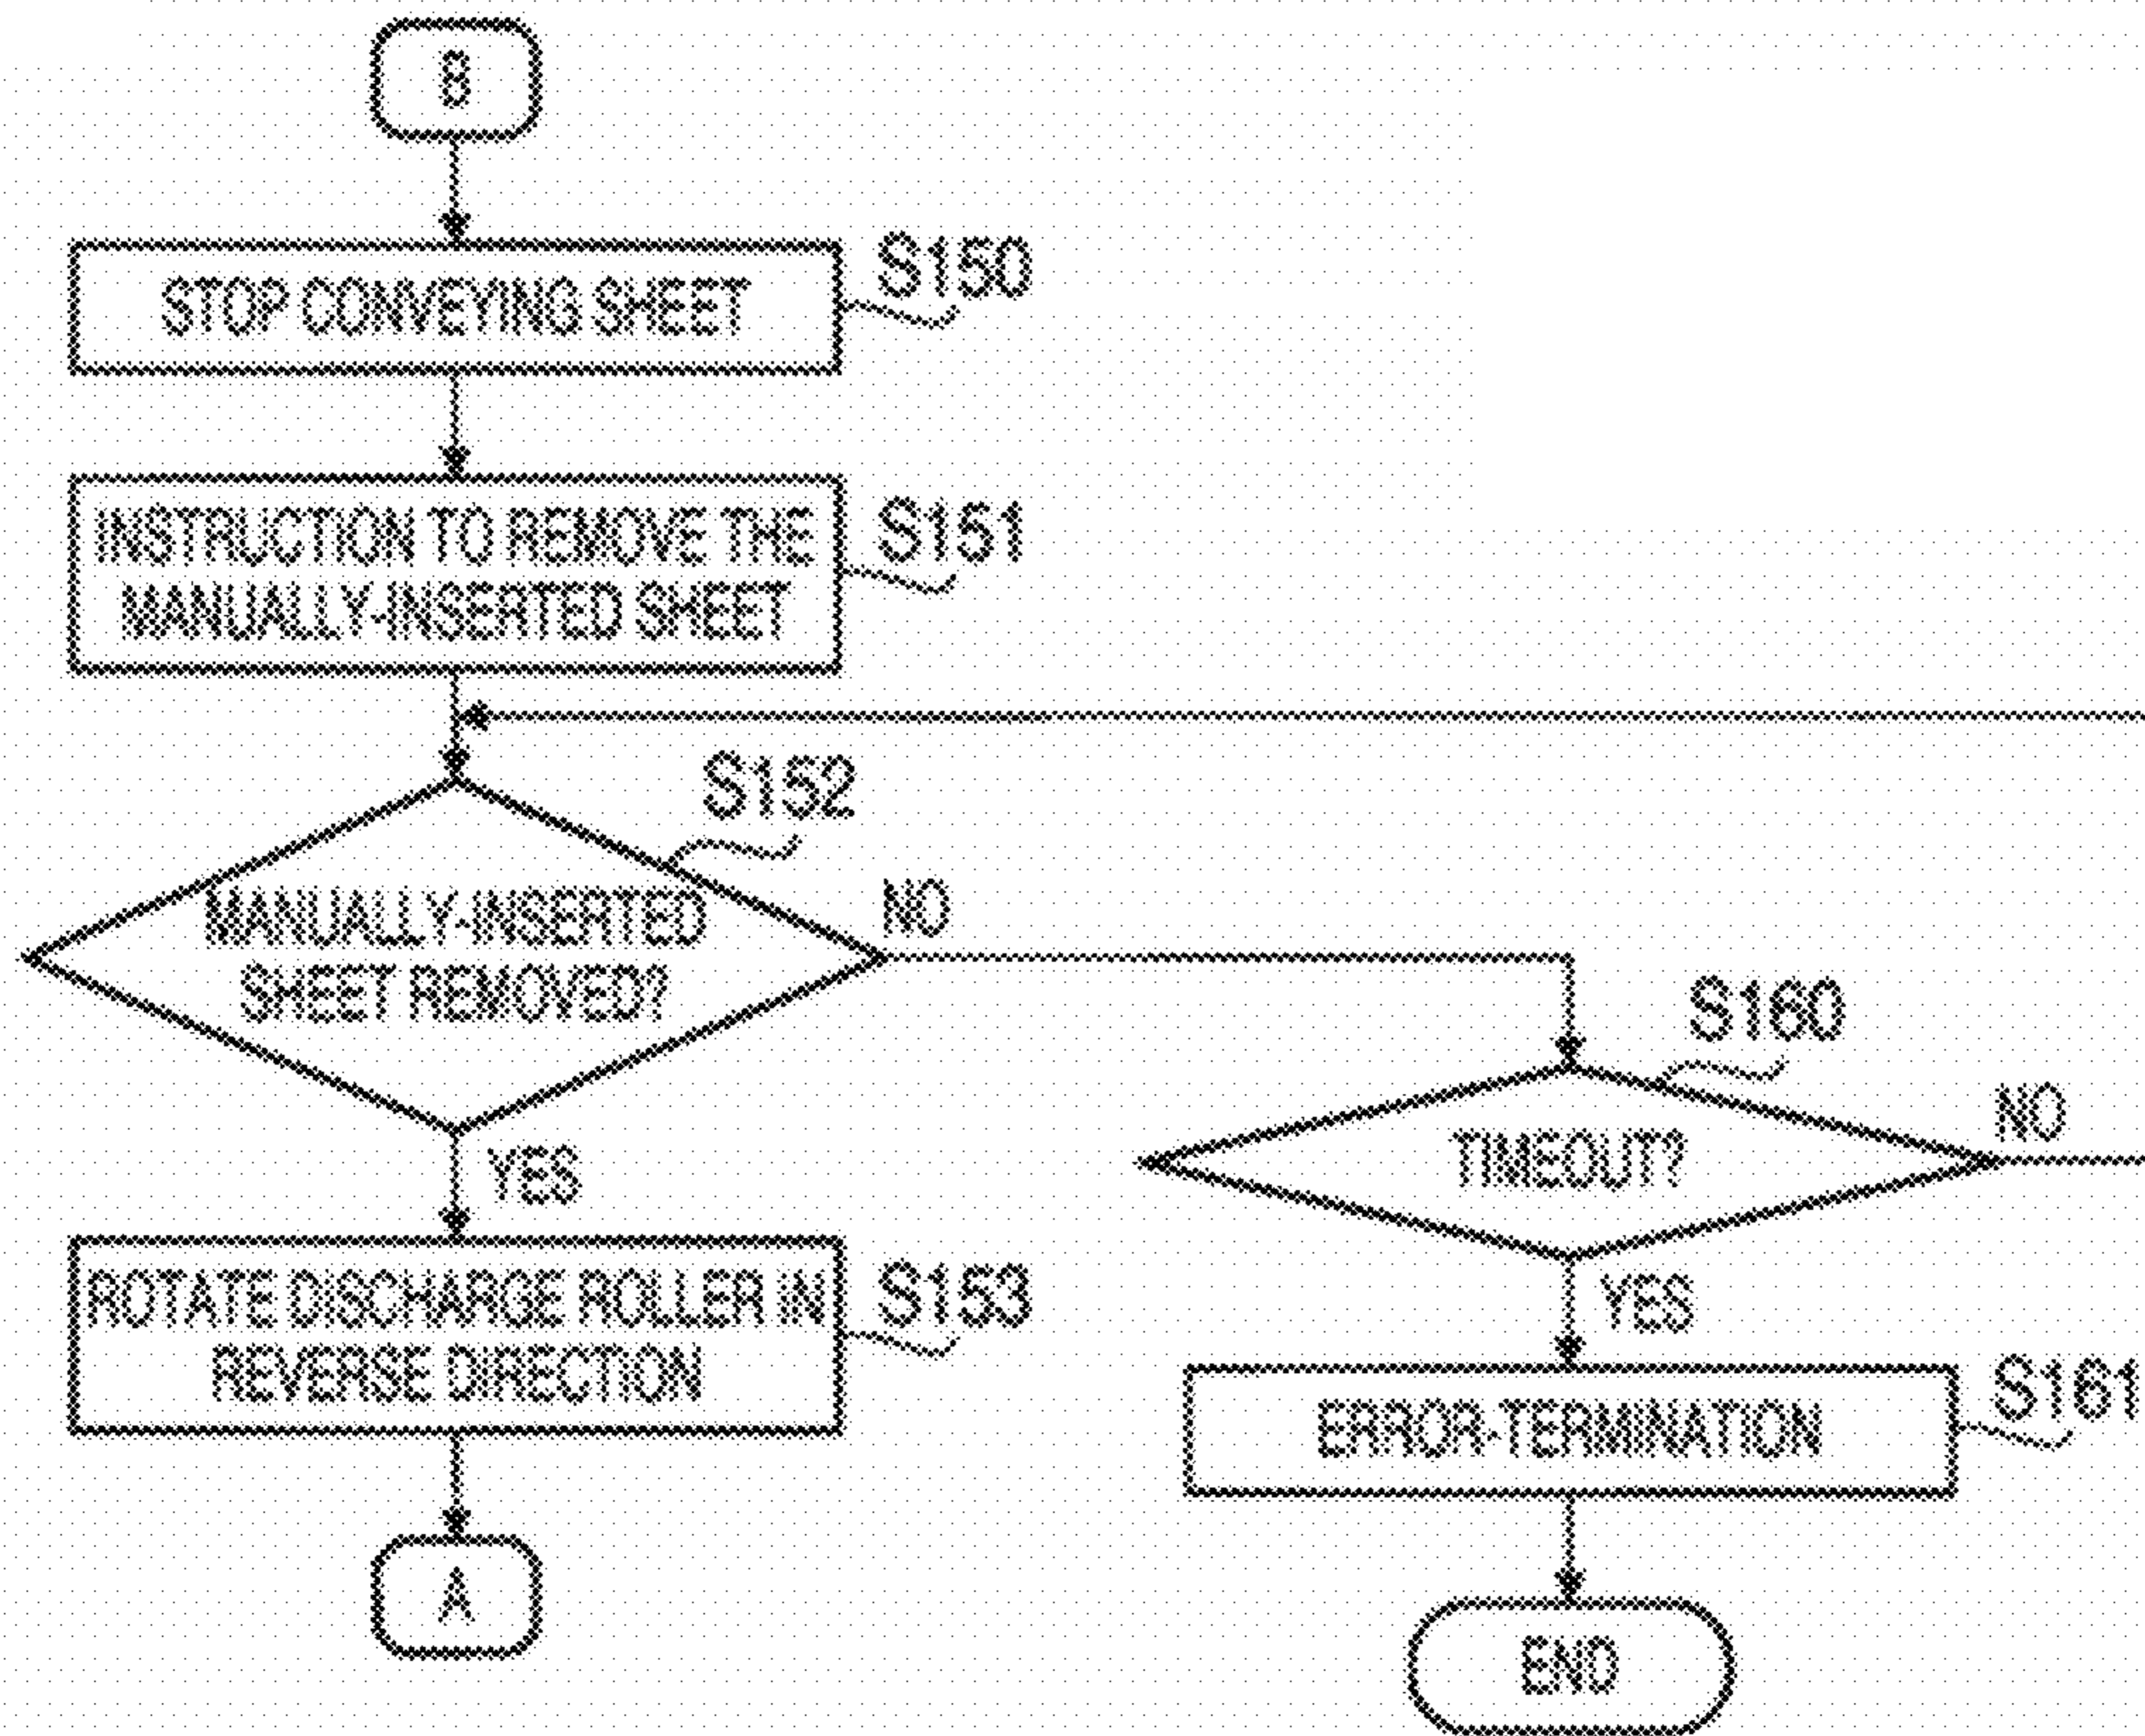 B
STOP CONVEYING SHEET
S150
INSTRUCTION TO REMOVE THE
MANUALLY-INSERTED SHEET
S151
S152
MANUALLY-INSERTED
SHEET REMOVED?
NO
YES
S160
TIMEOUT?
NO
YES
ROTATE DISCHARGE ROLLER IN
REVERSE DIRECTION
S153
ERROR-TERMINATION
S161
A
END